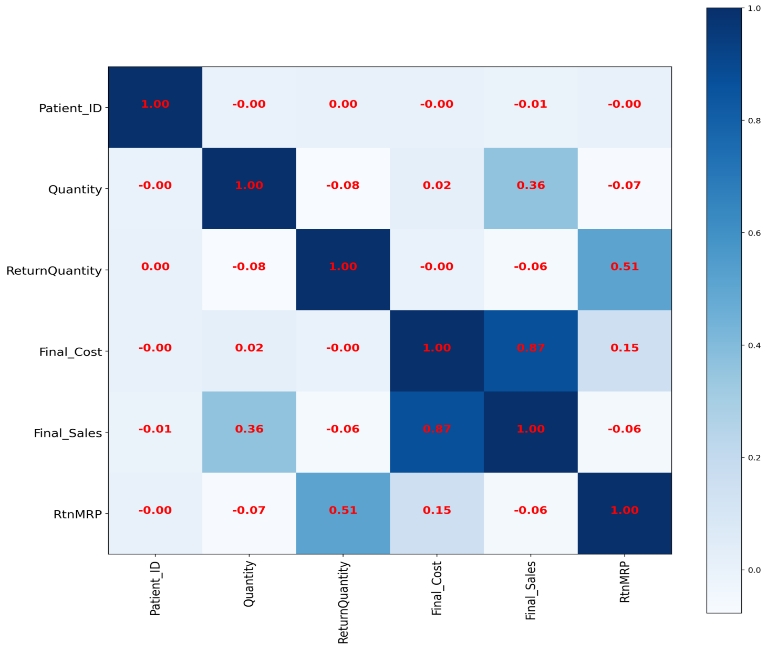 1.0
Patient_ID 1.00 -0.00 0.00 -0.00 -0.01 -0.00
0.8
Quantity -0.00 1.00 -0.08 0.02 0.36 -0.07
0.6
ReturnQuantity 0.00 -0.08 1.00 -0.00 -0.06 0.51
0.4
Final_Cost -0.00 0.02 -0.00 1.00 0.87 0.15
Final_Sales -0.01 0.36 -0.06 0.87 1.00 -0.06
0.2
RtnMRP -0.00 -0.07 0.51 0.15 -0.06 1.00
0.0
Patient_ID
Quantity
ReturnQuantity
Final_Cost
Final_Sales
RtnMRP